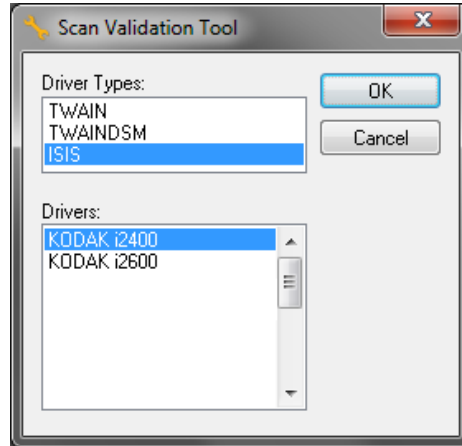 Scan Validation Tool
Driver Types:
TWAIN
TWAINDSM
ISIS
OK
Cancel
Drivers:
KODAK i2400
KODAK i2600